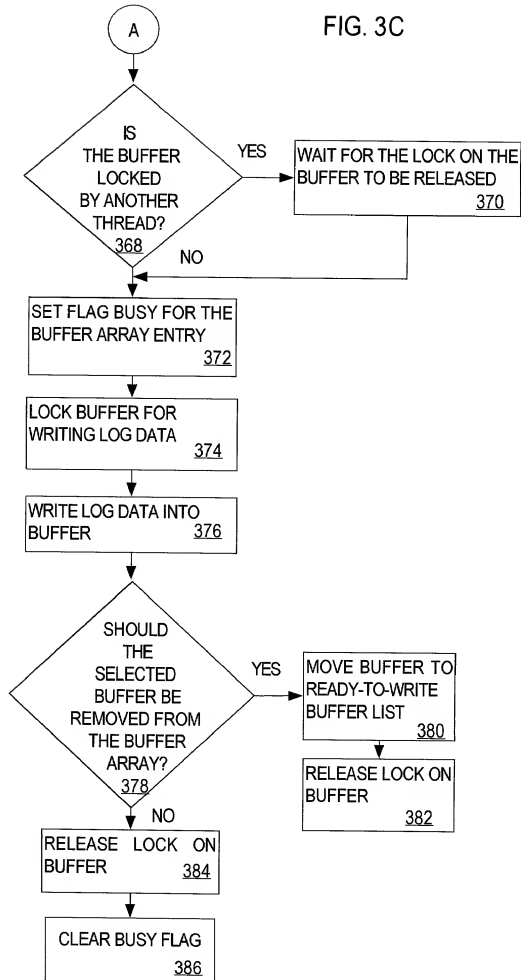 FIG. 3C
A
IS
THE BUFFER
LOCKED
BY ANOTHER
THREAD?
368
YES
WAIT FOR THE LOCK ON THE
BUFFER TO BE RELEASED
370
NO
SET FLAG BUSY FOR THE
BUFFER ARRAY ENTRY
372
LOCK BUFFER FOR
WRITING LOG DATA
374
WRITE LOG DATA INTO
BUFFER 376
SHOULD
THE
SELECTED
BUFFER BE
REMOVED FROM
THE BUFFER
ARRAY?
378
YES
MOVE BUFFER TO
READY-TO-WRITE
BUFFER LIST
380
RELEASE LOCK ON
BUFFER
382
NO
RELEASE LOCK ON
BUFFER
384
CLEAR BUSY FLAG
386